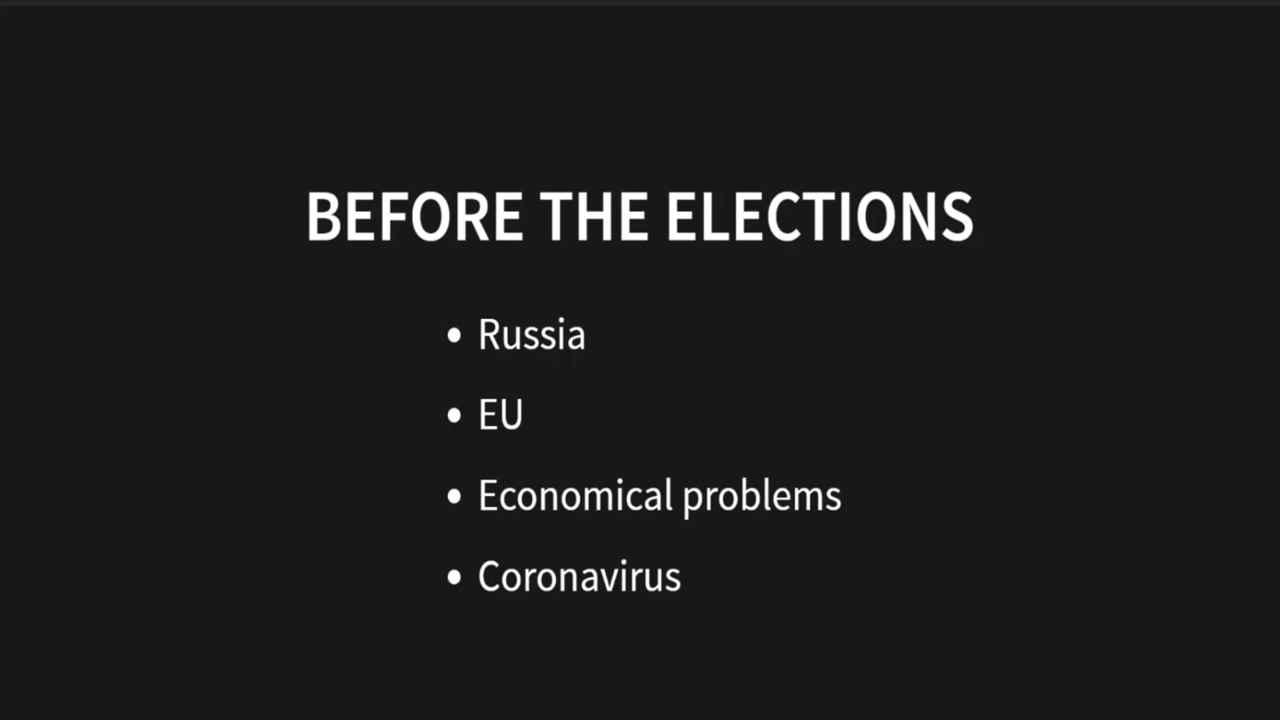 BEFORE THE ELECTIONS
• Russia
• EU
• Economical problems
• Coronavirus